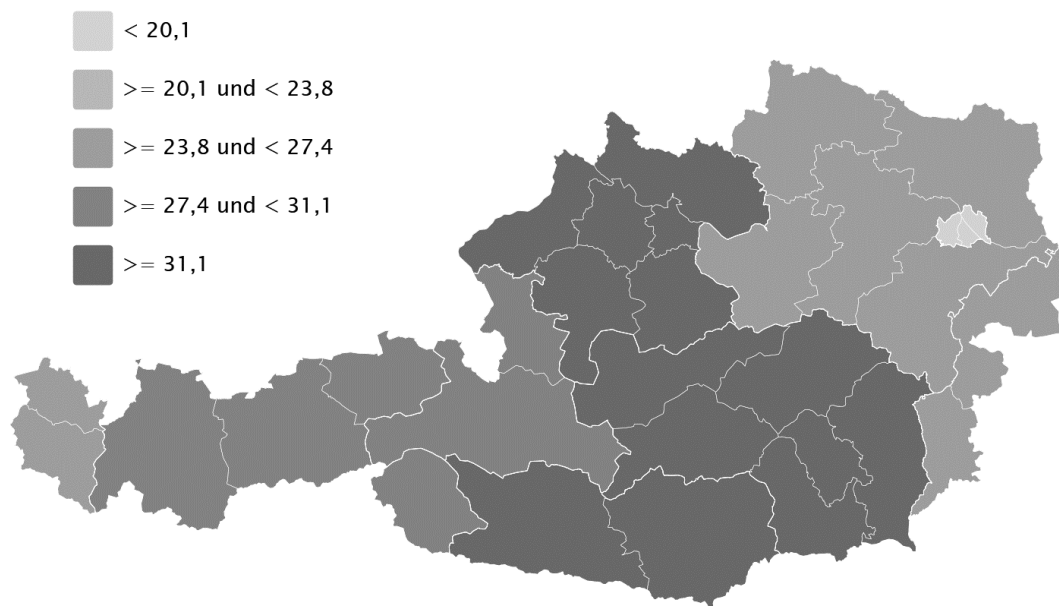 < 20,1
>= 20,1 und < 23,8
>= 23,8 und < 27,4
>= 27,4 und < 31,1
>= 31,1